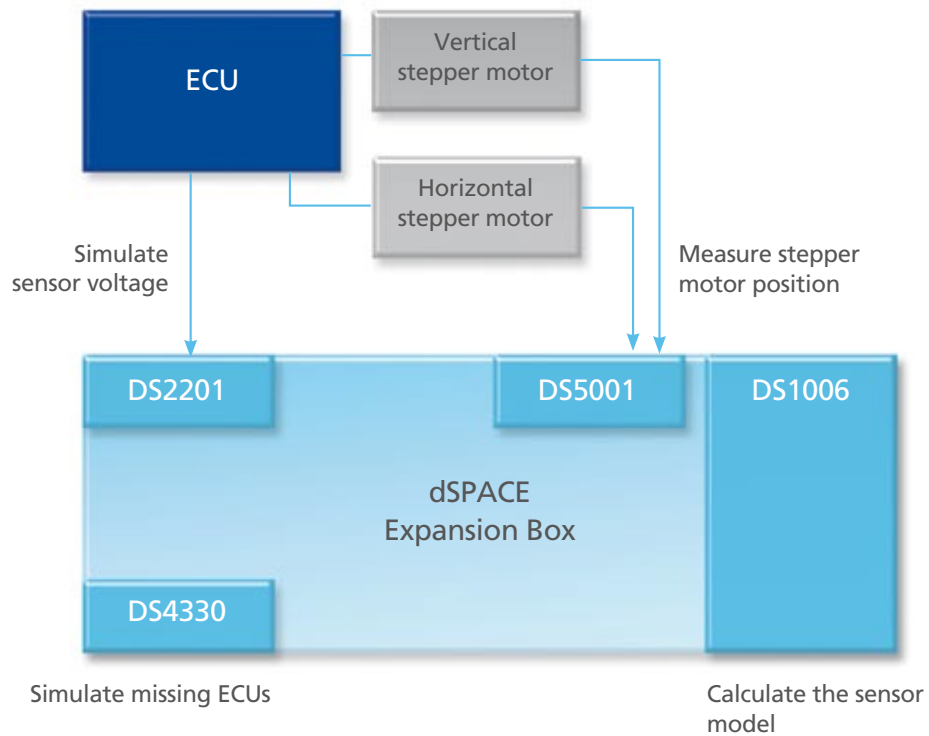 ECU
Vertical
stepper motor
Horizontal
stepper motor
Simulate
sensor voltage
Measure stepper
motor position
DS2201
DS5001
DS1006
dSPACE
Expansion Box
DS4330
Simulate missing ECUs
Calculate the sensor
model